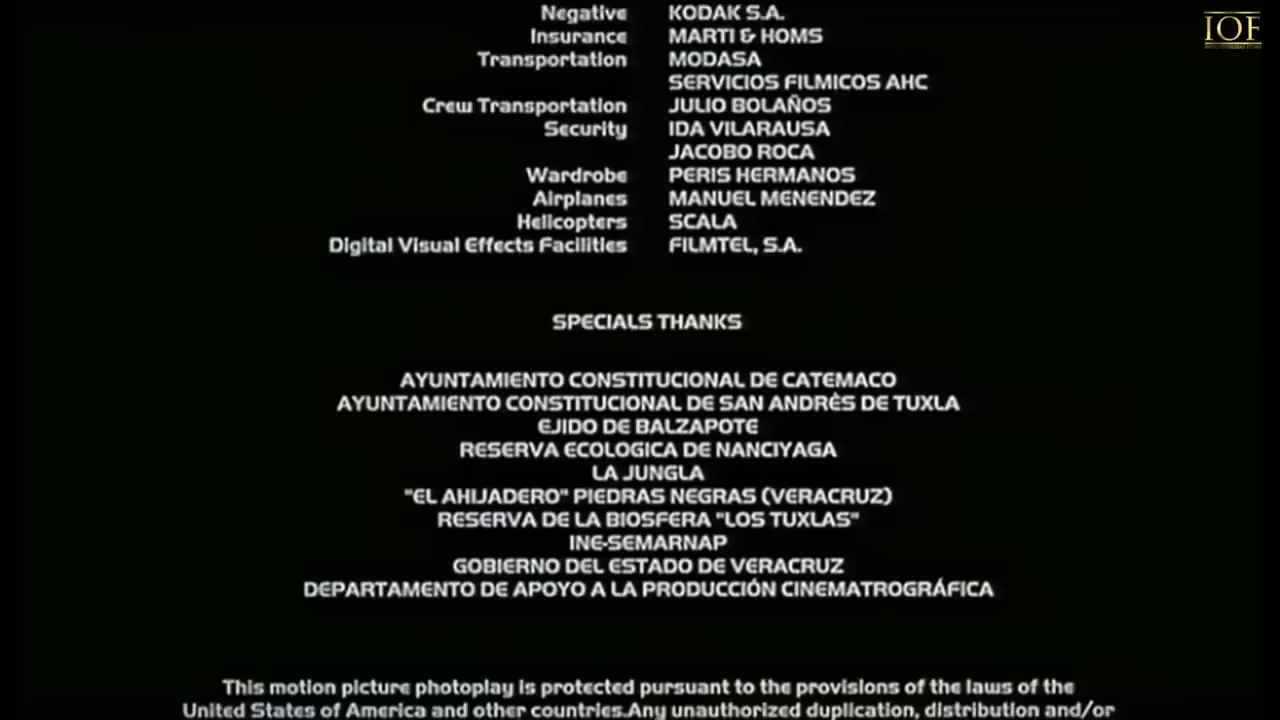 Negative KODAK S.A.
IOF
Insurance MARTI & HOMS
Transportation MODASA
SERVICIOS FILMICOS AHC
Crew Transportation JULIO BOLAÑOS
Security IDA VILARAUSA
JACOBO ROCA
Wardrobe PERIS HERMANOS
Airplanes MANUEL MENENDEZ
Helicopters SCALA
Digital Visual Effects Facilities FILMTEL, S.A.
SPECIALS THANKS
AYUNTAMIENTO CONSTITUCIONAL DE CATEMACO
AYUNTAMIENTO CONSTITUCIONAL DE SAN ANDRÈS DE TUXLA
EJIDO DE BALZAPOTE
RESERVA ECOLOGICA DE NANCIYAGA
LA JUNGLA
"EL AHIJADERO" PIEDRAS NEGRAS (VERACRUZ)
RESERVA DE LA BIOSFERA "LOS TUXLAS"
INE-SEMARNAP
GOBIERNO DEL ESTADO DE VERACRUZ
DEPARTAMENTO DE APOYO A LA PRODUCCIÓN CINEMATROGRÁFICA
This motion picture photoplay is protected pursuant to the provisions of the laws of the
United States of America and other countries.Any unauthorized duplication, distribution and/or